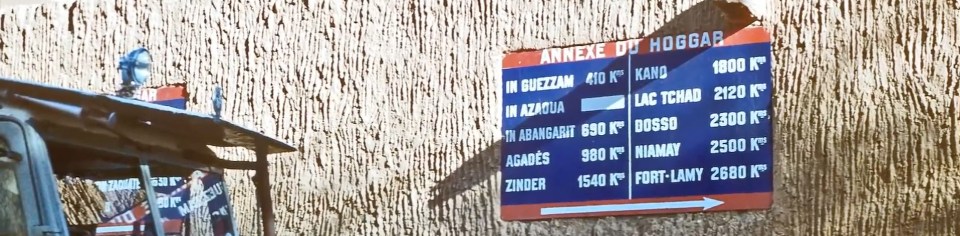 ANNEXE DU HOGGAR
IN GUEZZAM 410 Kms
IN AZAOUA
IN ABANGARIT 690 Kms
AGADÈS 980 Kms
ZINDER 1540 Kms
KANO 1800 Kms
LAC TCHAD 2120 Kms
DOSSO 2300 Kms
NIAMAY 2500 Kms
FORT-LAMY 2680 Kms